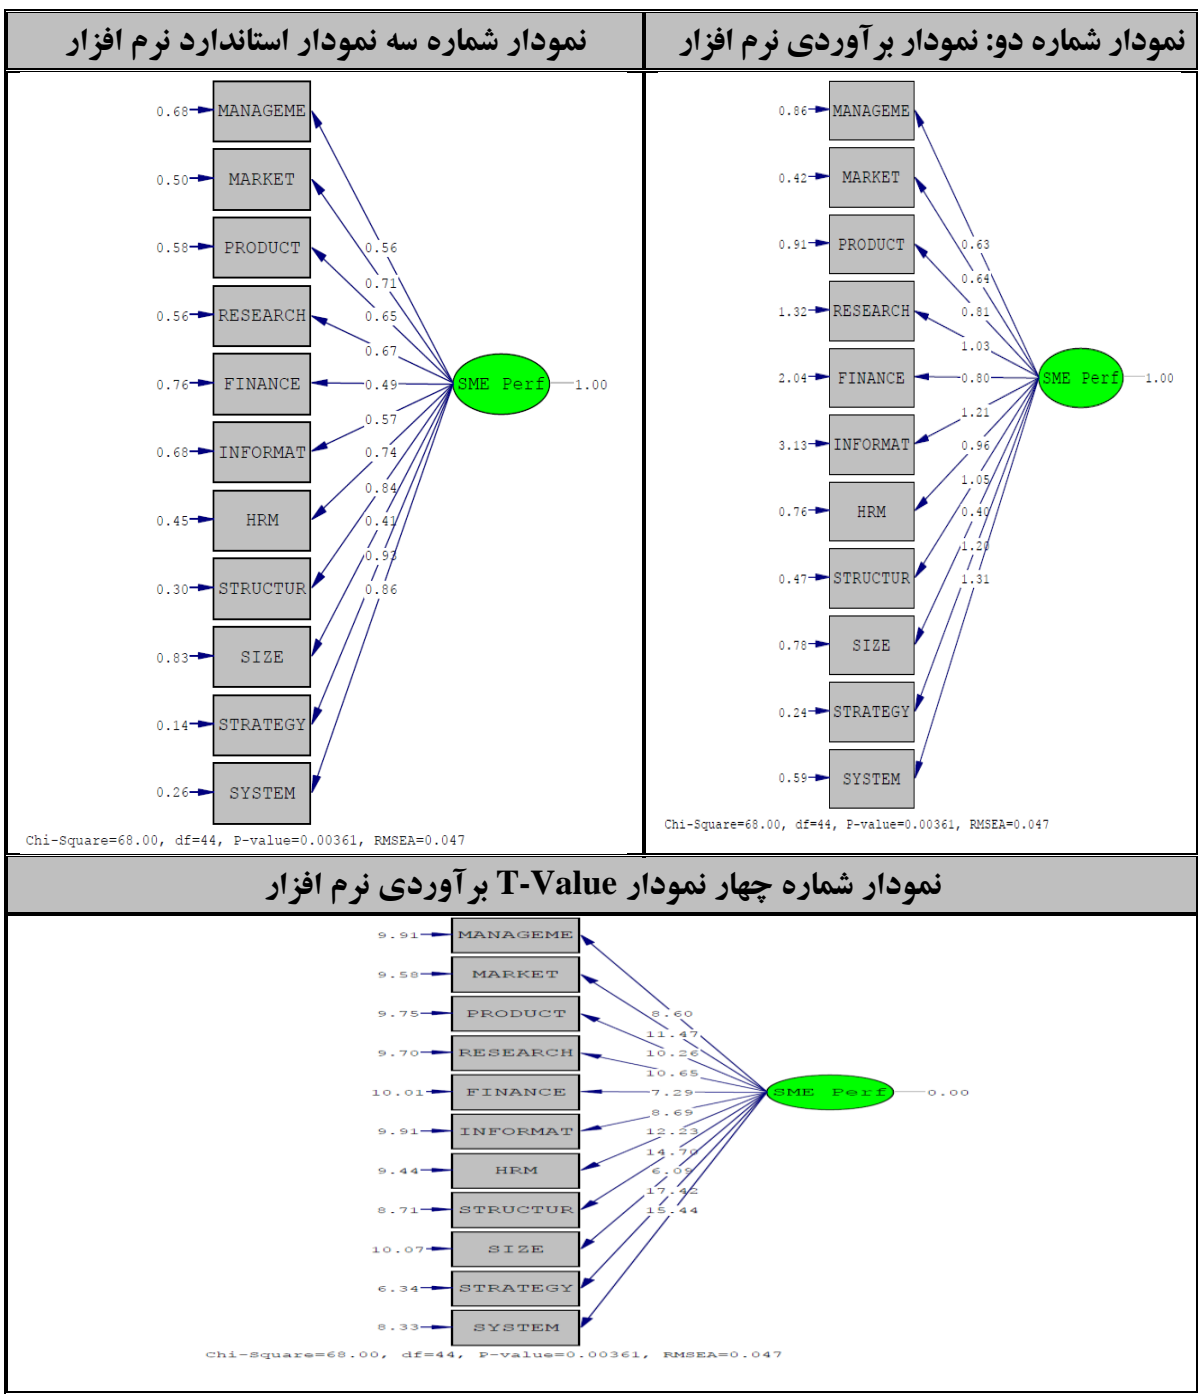 نمودار شماره دو: نمودار برآوردی نرم افزار
0.86 MANAGEME
0.42 MARKET
0.91 PRODUCT 0.63
0.64
1.32 RESEARCH 0.81
1.03
2.04 FINANCE 0.80 SME Perf 1.00
1.21
3.13 INFORMAT 0.96
1.05
0.76 HRM 0.40
1.20
0.47 STRUCTUR 1.31
0.78 SIZE
0.24 STRATEGY
0.59 SYSTEM
Chi-Square=68.00, df=44, P-value=0.00361, RMSEA=0.047
نمودار شماره سه نمودار استاندارد نرم افزار
0.68 MANAGEME
0.50 MARKET
0.58 PRODUCT 0.56
0.71
0.56 RESEARCH 0.65
0.67
0.76 FINANCE 0.49 SME Perf 1.00
0.57
0.68 INFORMAT 0.74
0.84
0.45 HRM 0.41
0.93
0.30 STRUCTUR 0.86
0.83 SIZE
0.14 STRATEGY
0.26 SYSTEM
Chi-Square=68.00, df=44, P-value=0.00361, RMSEA=0.047
نمودار شماره چهار نمودار T-Value برآوردی نرم افزار
9.91 MANAGEME
9.58 MARKET
9.75 PRODUCT 8.60
11.47
9.70 RESEARCH 10.26
10.65
10.01 FINANCE 7.29 SME Perf 0.00
8.69
9.91 INFORMAT 12.23
14.70
9.44 HRM 6.09
17.42
8.71 STRUCTUR 15.44
10.07 SIZE
6.34 STRATEGY
8.33 SYSTEM
Chi-Square=68.00, df=44, P-value=0.00361, RMSEA=0.047